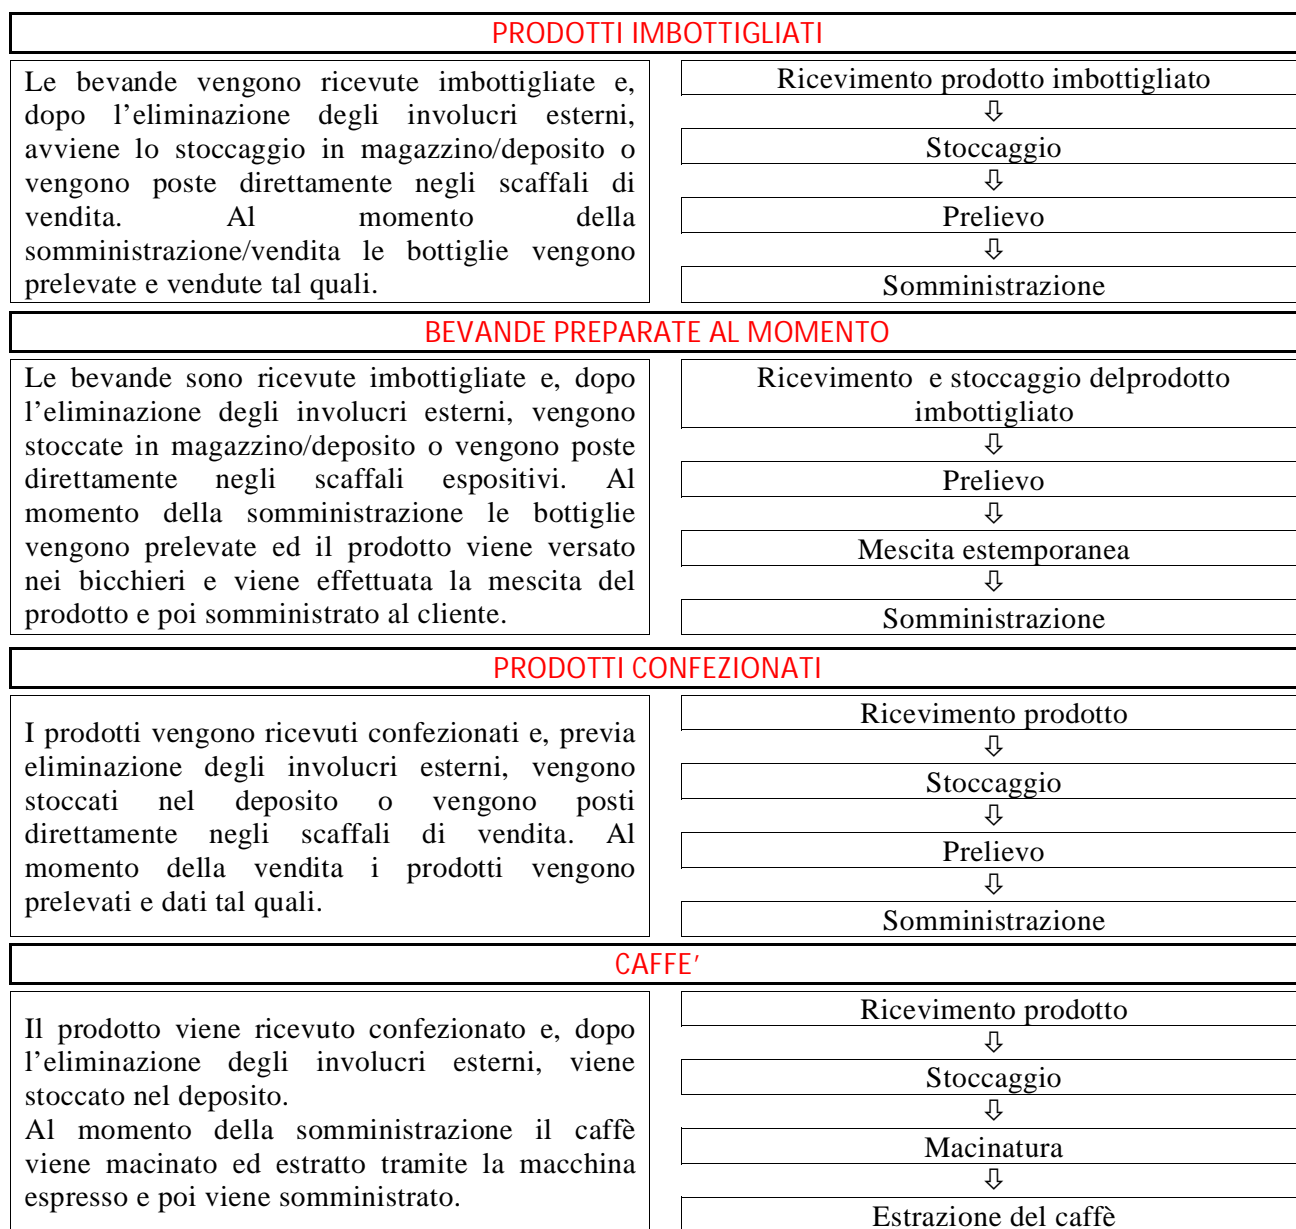 PRODOTTI IMBOTTIGLIATI
Le bevande vengono ricevute imbottigliate e,
dopo l’eliminazione degli involucri esterni,
avviene lo stoccaggio in magazzino/deposito o
vengono poste direttamente negli scaffali di
vendita. Al momento della
somministrazione/vendita le bottiglie vengono
prelevate e vendute tal quali.
Ricevimento prodotto imbottigliato
⇩
Stoccaggio
⇩
Prelievo
⇩
Somministrazione
BEVANDE PREPARATE AL MOMENTO
Le bevande sono ricevute imbottigliate e, dopo
l’eliminazione degli involucri esterni, vengono
stoccate in magazzino/deposito o vengono poste
direttamente negli scaffali espositivi. Al
momento della somministrazione le bottiglie
vengono prelevate ed il prodotto viene versato
nei bicchieri e viene effettuata la mescita del
prodotto e poi somministrato al cliente.
Ricevimento e stoccaggio delprodotto
imbottigliato
⇩
Prelievo
⇩
Mescita estemporanea
⇩
Somministrazione
PRODOTTI CONFEZIONATI
I prodotti vengono ricevuti confezionati e, previa
eliminazione degli involucri esterni, vengono
stoccati nel deposito o vengono posti
direttamente negli scaffali di vendita. Al
momento della vendita i prodotti vengono
prelevati e dati tal quali.
Ricevimento prodotto
⇩
Stoccaggio
⇩
Prelievo
⇩
Somministrazione
CAFFE’
Il prodotto viene ricevuto confezionato e, dopo
l’eliminazione degli involucri esterni, viene
stoccato nel deposito.
Al momento della somministrazione il caffè
viene macinato ed estratto tramite la macchina
espresso e poi viene somministrato.
Ricevimento prodotto
⇩
Stoccaggio
⇩
Macinatura
⇩
Estrazione del caffè